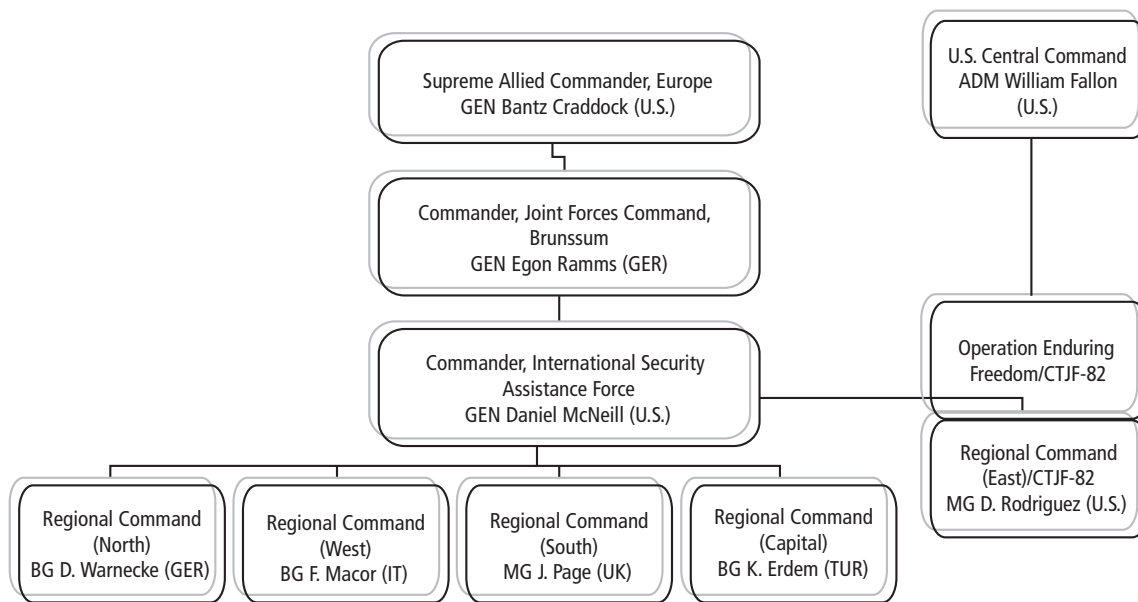 Supreme Allied Commander, Europe
GEN Bantz Craddock (U.S.)
U.S. Central Command
ADM William Fallon
(U.S.)
Commander, Joint Forces Command,
Brunssum
GEN Egon Ramms (GER)
Commander, International Security
Assistance Force
GEN Daniel McNeill (U.S.)
Operation Enduring
Freedom/CTJF-82
Regional Command
(East)/CTJF-82
MG D. Rodriguez (U.S.)
Regional Command
(North)
BG D. Warnecke (GER)
Regional Command
(West)
BG F. Macor (IT)
Regional Command
(South)
MG J. Page (UK)
Regional Command
(Capital)
BG K. Erdem (TUR)